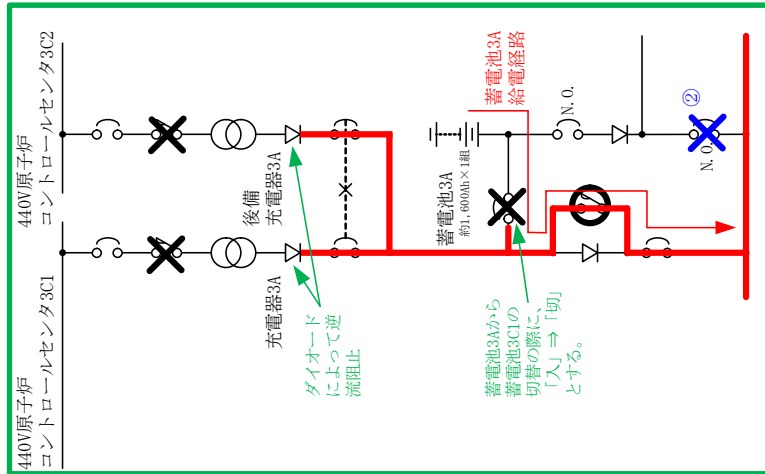 440V原子炉
コントロールセンタ3C1
440V原子炉
コントロールセンタ3C2
充電器3A
後備
充電器3A
ダイオード
によって逆
流阻止
蓄電池3A
約1,600Ah×1組
蓄電池3A
給電経路
N.O.
N.O.
②
蓄電池3Aから
蓄電池3C1の
切替の際に、
「入」⇒「切」
とする。